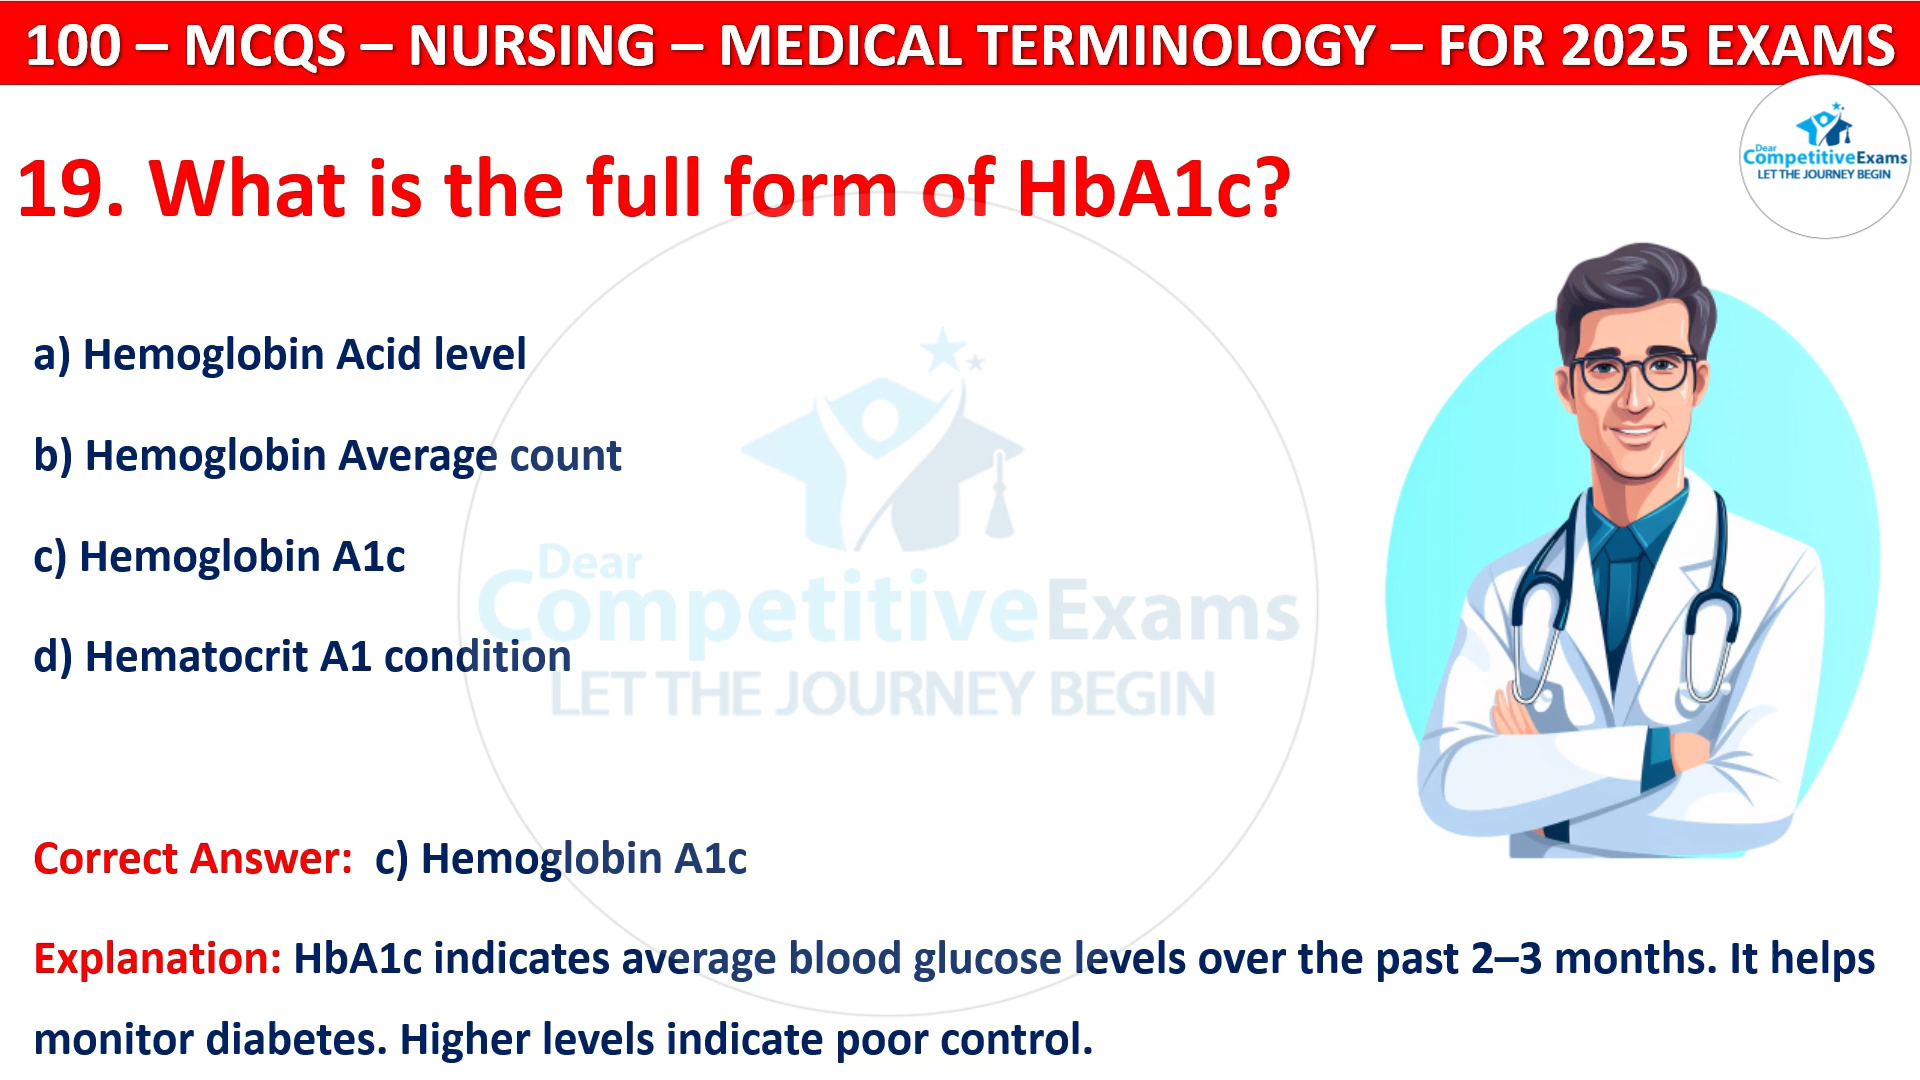 100 – MCQS – NURSING – MEDICAL TERMINOLOGY – FOR 2025 EXAMS
Dear
CompetitiveExams
LET THE JOURNEY BEGIN
19. What is the full form of HbA1c?
a) Hemoglobin Acid level
b) Hemoglobin Average count
c) Hemoglobin A1c
d) Hematocrit A1 condition
Dear
CompetitiveExams
LET THE JOURNEY BEGIN
Correct Answer: c) Hemoglobin A1c
Explanation: HbA1c indicates average blood glucose levels over the past 2–3 months. It helps
monitor diabetes. Higher levels indicate poor control.